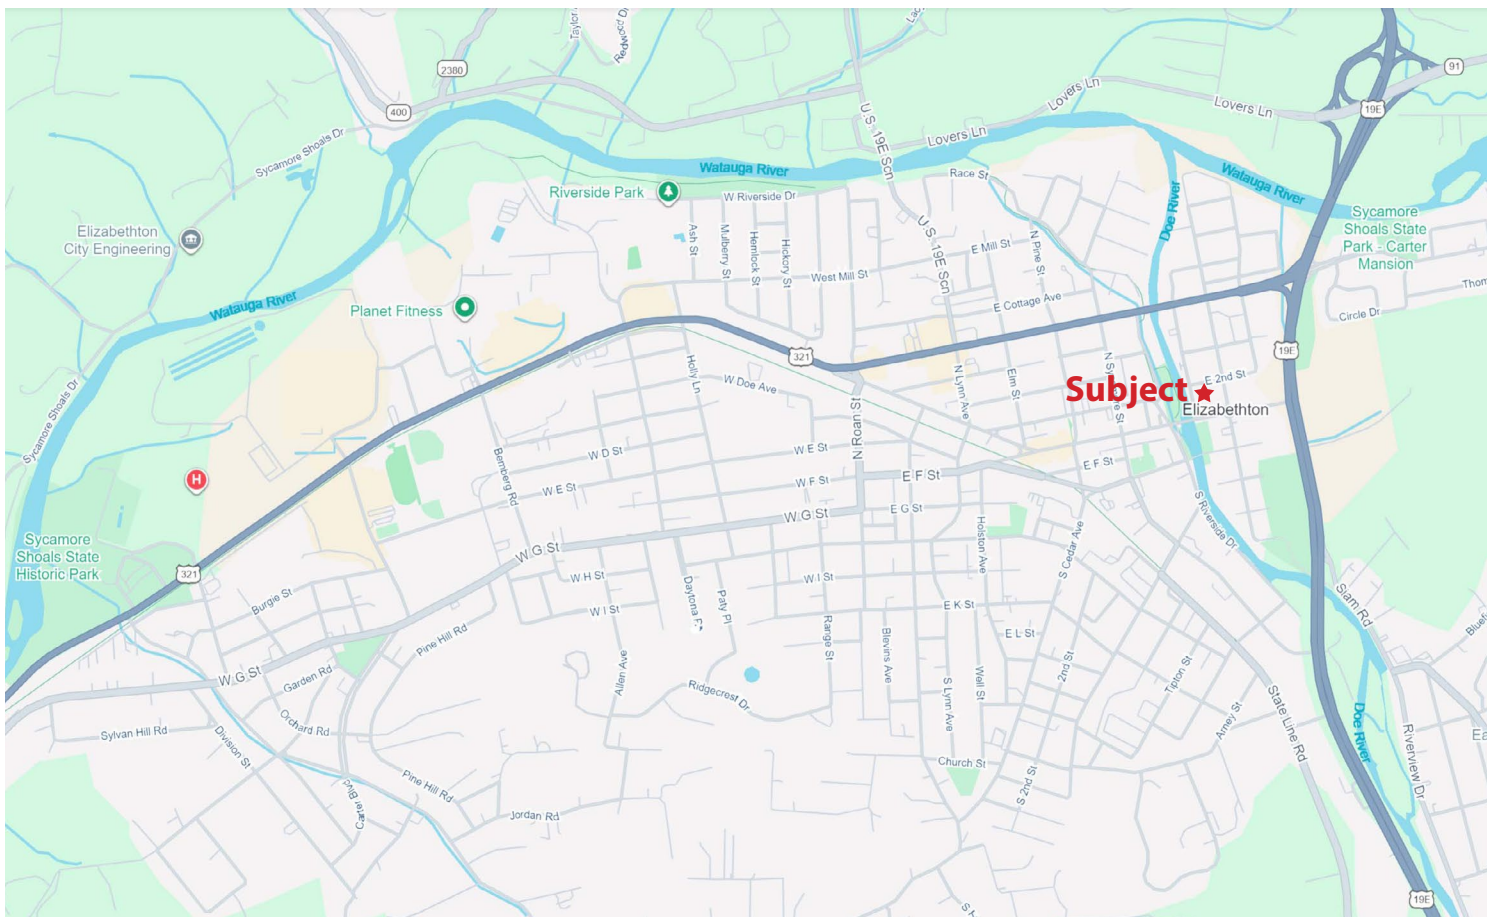 Taylor
Redwood Dr
2380
91
400
19E
U.S. 19E Scn
Lovers Ln
Lovers Ln
Lovers Ln
Sycamore Shoals Dr
Watauga River
Race St
Riverside Park
W Riverside Dr
Watauga River
Doe River
Sycamore
Shoals State
Park - Carter
Mansion
Elizabethton
City Engineering
Ash St
Mulberry St
Hemlock St
Hickory St
U.S. 19E Scn
E Mill St
N Pine St
West Mill St
Watauga River
Planet Fitness
E Cottage Ave
Circle Dr
321
19E
Holly Ln
W Doe Ave
N Lynn Ave
Elm St
E 2nd St
Subject
Elizabethton
Sycamore Shoals Dr
N Roan St
W D St
W E St
W E St
W F St
E F St
E F St
Bemberg Rd
H
W G St
E G St
Holston Ave
S Riverside Dr
S Cedar Ave
Sycamore
Shoals State
Historic Park
321
W G St
W H St
W I St
W I St
Daytona
Paty Pl
Burgie St
E K St
Siam Rd
Pine Hill Rd
Range St
Blevins Ave
E L St
W G St
Garden Rd
Allen Ave
S Lynn Ave
Wall St
2nd St
Tipton St
Ridgecrest Dr
Orchard Rd
Arney St
State Line Rd
Doe River
Riverview Dr
Sylvan Hill Rd
Division St
Church St
Pine Hill Rd
Carter Blvd
S 2nd St
Jordan Rd
19E